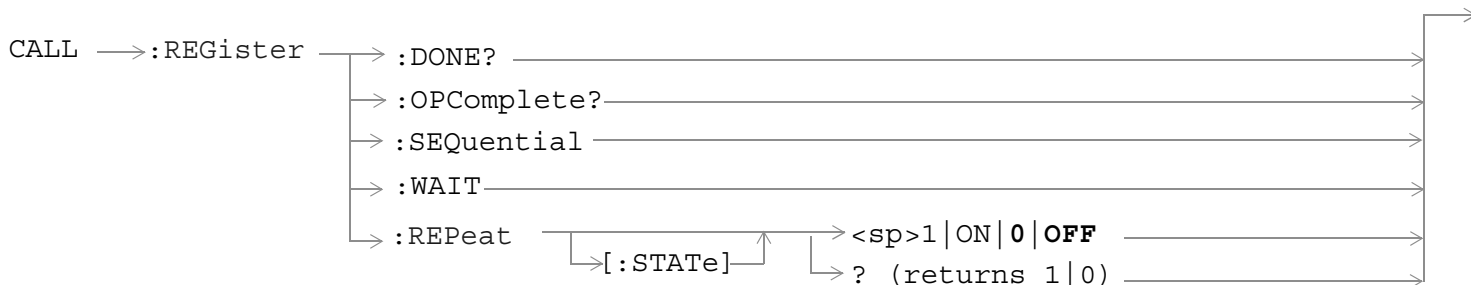 CALL :REGister :DONE?
:OPComplete?
:SEQuential
:WAIT
:REPeat <sp>1|ON|0|OFF
[:STATe] ? (returns 1|0)